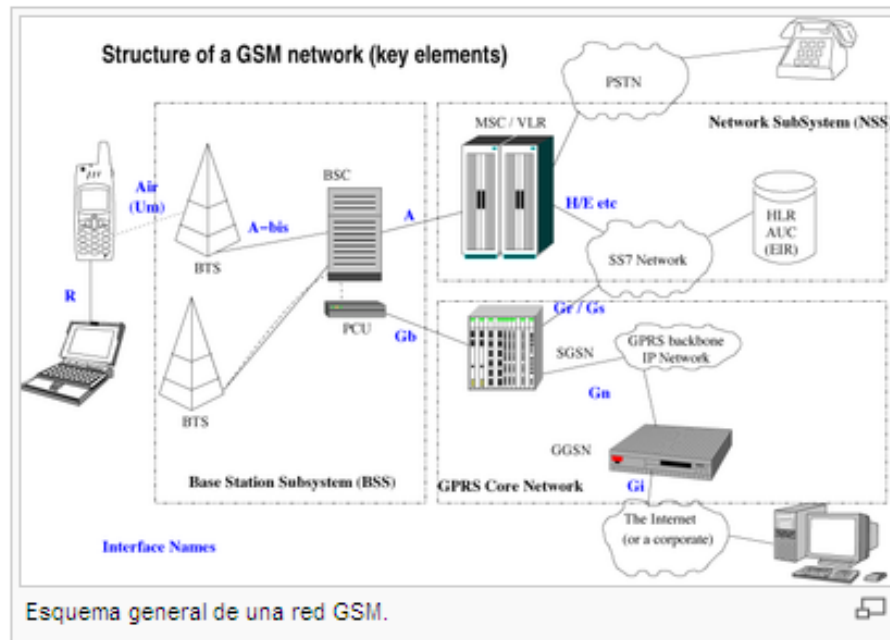 Structure of a GSM network (key elements)
PSTN
MSC / VLR
Network SubSystem (NSS
BSC
Air
(Um)
A-bis
A
H/E etc
HLR
AUC
(EIR)
BTS
SS7 Network
R
PCU
Gb
Gr / Gs
SGSN
GPRS backbone
IP Network
Gn
BTS
GGSN
Base Station Subsystem (BSS)
GPRS Core Network
Gi
The Internet
(or a corporate)
Interface Names
Esquema general de una red GSM.